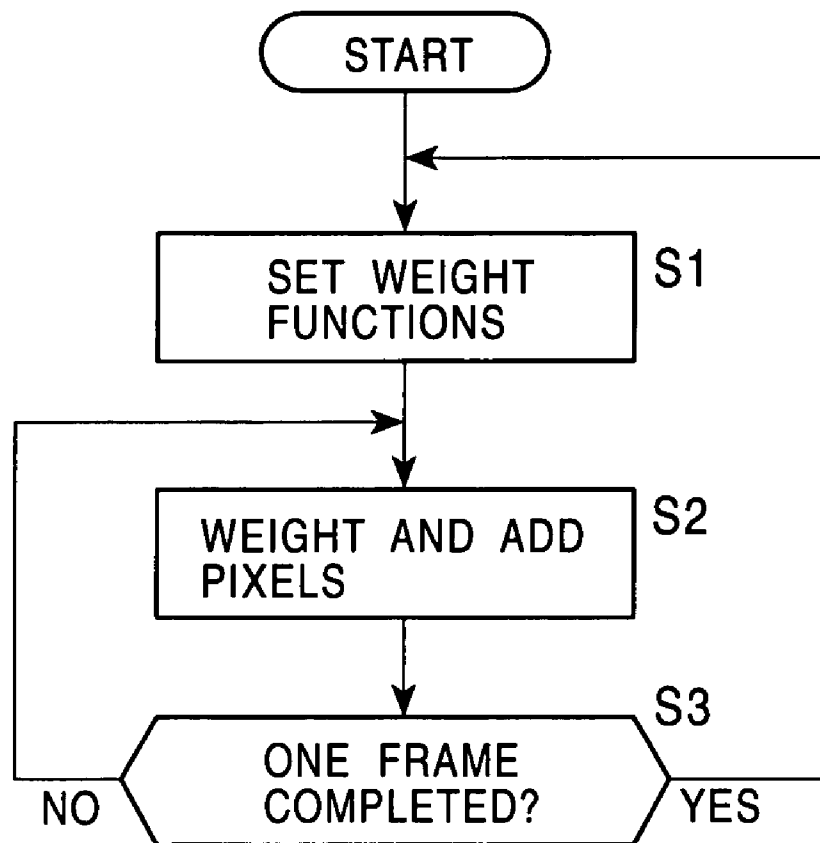 START
SET WEIGHT
FUNCTIONS
S1
WEIGHT AND ADD
PIXELS
S2
S3
ONE FRAME
COMPLETED?
NO
YES